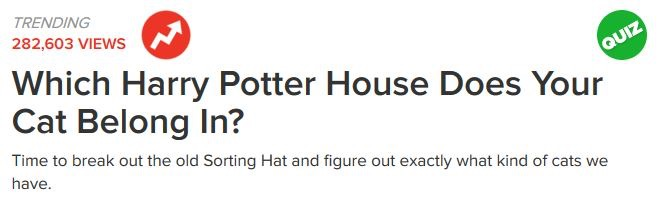 TRENDING
282,603 VIEWS
QUIZ
Which Harry Potter House Does Your
Cat Belong In?
Time to break out the old Sorting Hat and figure out exactly what kind of cats we
have.